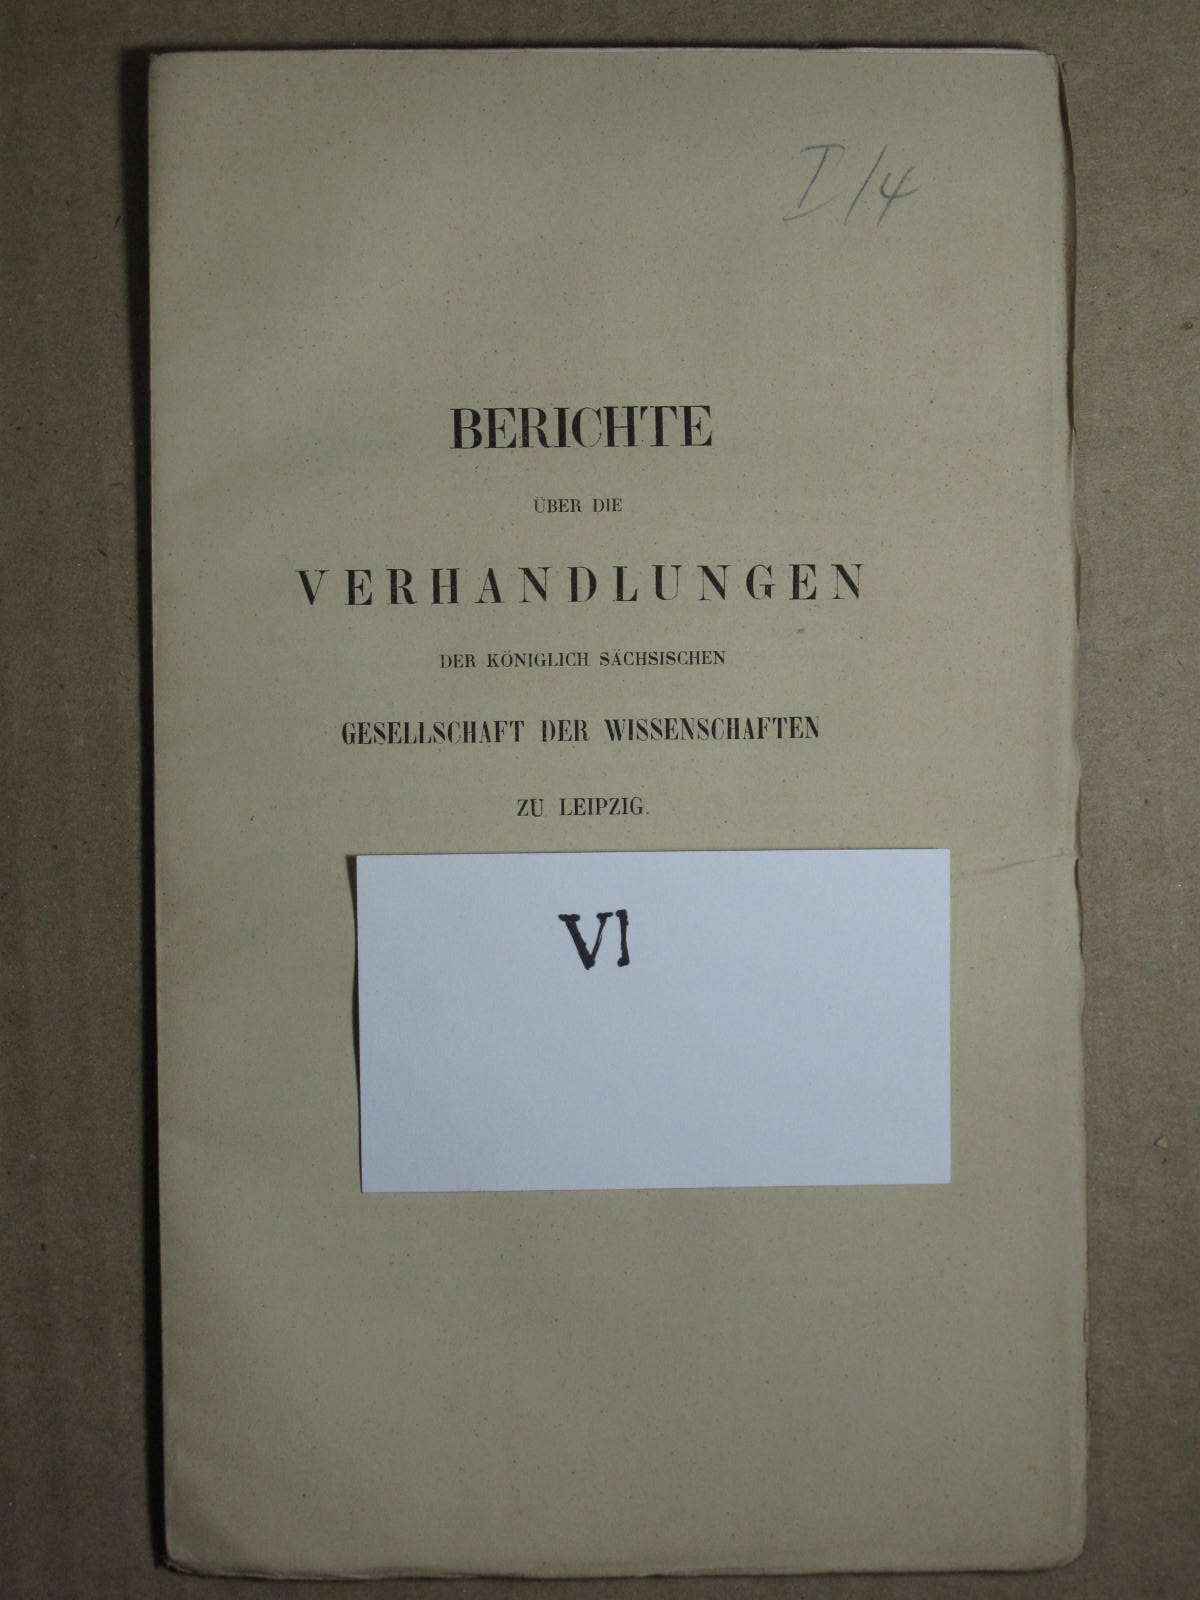 I/4
BERICHTE
ÜBER DIE
VERHANDLUNGEN
DER KÖNIGLICH SÄCHSISCHEN
GESELLSCHAFT DER WISSENSCHAFTEN
ZU LEIPZIG.
VI